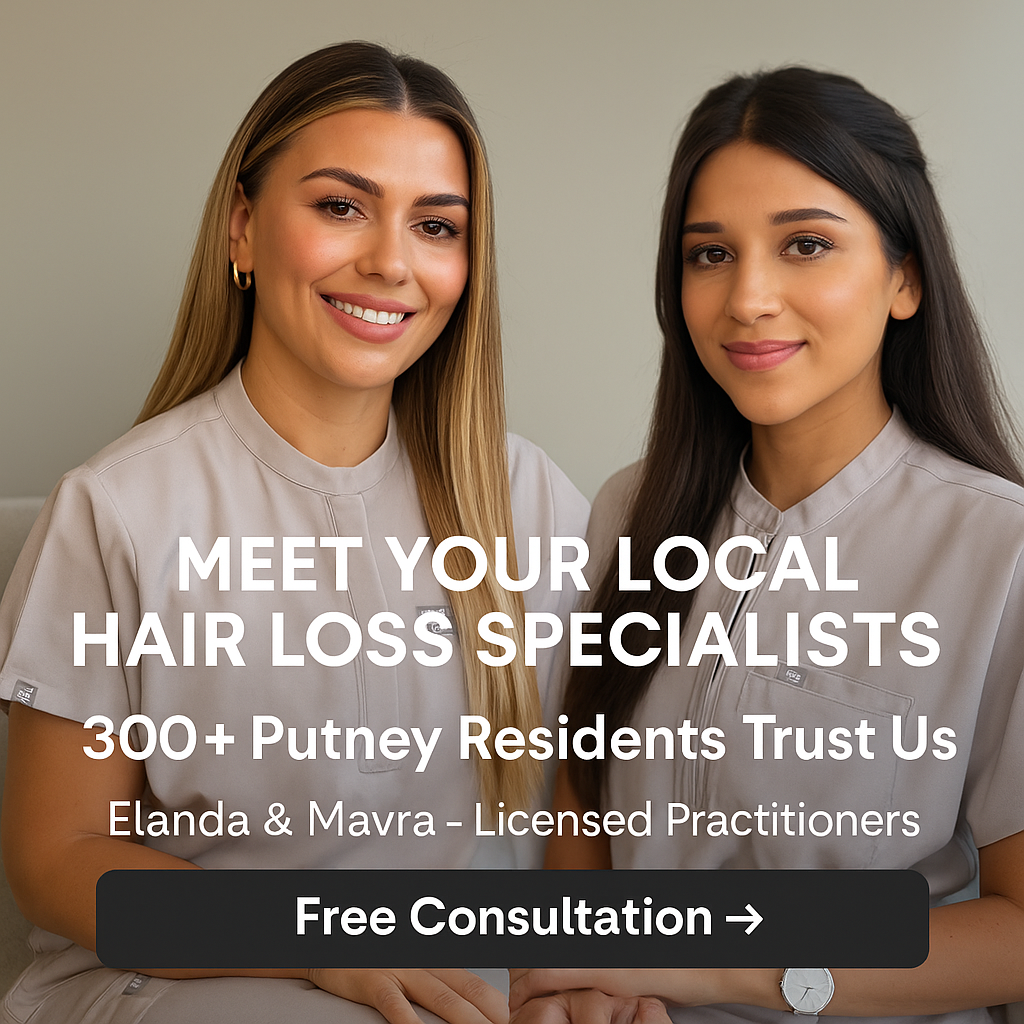 MEET YOUR LOCAL
HAIR LOSS SPECIALISTS
300+ Putney Residents Trust Us
Elanda & Mavra - Licensed Practitioners
Free Consultation →